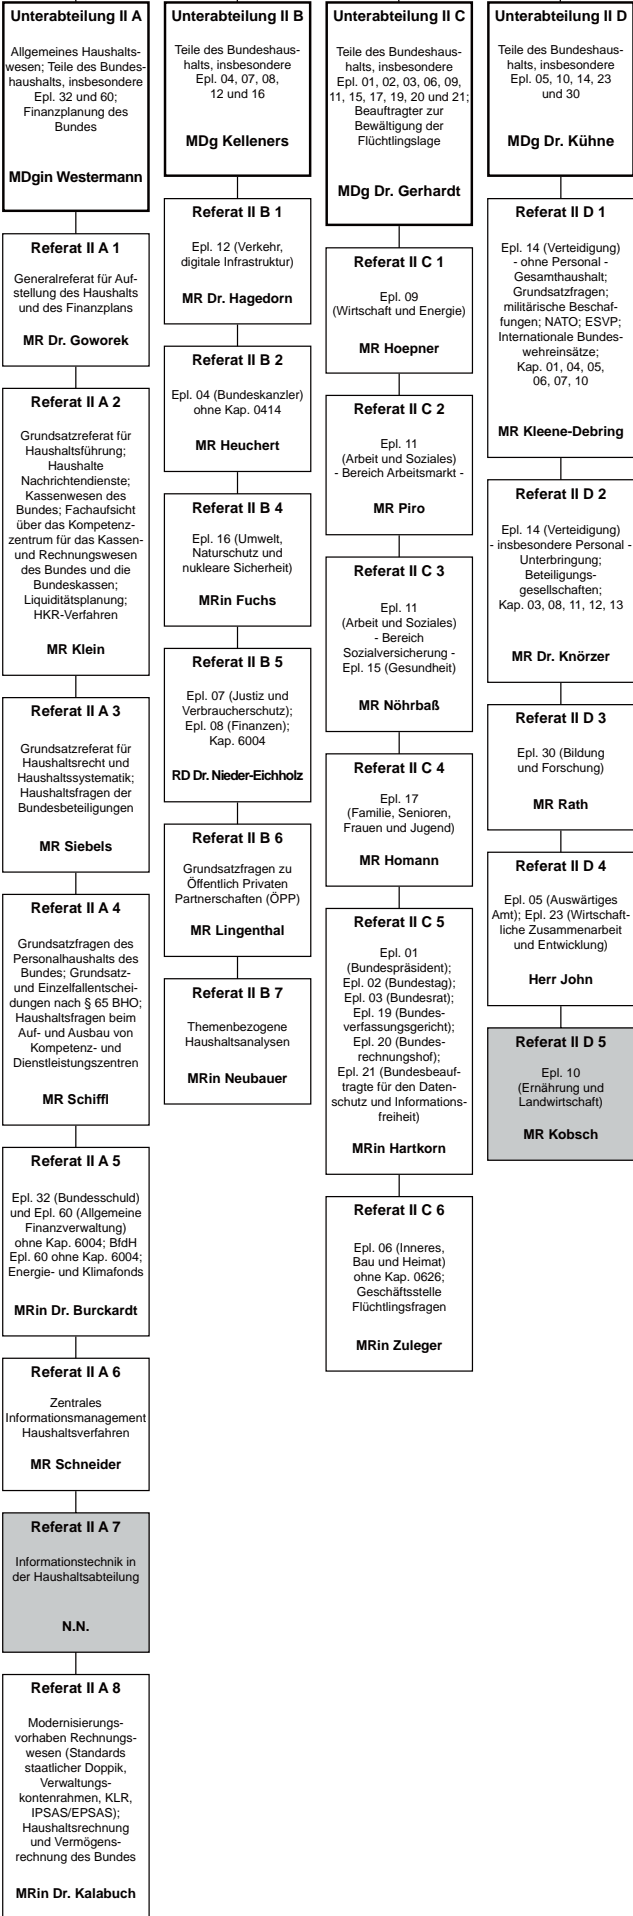 Unterabteilung II A
Allgemeines Haushalts-
wesen; Teile des Bundes-
haushalts, insbesondere
Epl. 32 und 60;
Finanzplanung des
Bundes
MDgin Westermann
Referat II A 1
Generalreferat für Auf-
stellung des Haushalts
und des Finanzplans
MR Dr. Goworek
Referat II A 2
Grundsatzreferat für
Haushaltsführung;
Haushalte
Nachrichtendienste;
Kassenwesen des
Bundes; Fachaufsicht
über das Kompetenz-
zentrum für das Kassen-
und Rechnungswesen
des Bundes und die
Bundeskassen;
Liquiditätsplanung;
HKR-Verfahren
MR Klein
Referat II A 3
Grundsatzreferat für
Haushaltsrecht und
Haushaltssystematik;
Haushaltsfragen der
Bundesbeteiligungen
MR Siebels
Referat II A 4
Grundsatzfragen des
Personalhaushalts des
Bundes; Grundsatz-
und Einzelfallentschei-
dungen nach § 65 BHO;
Haushaltsfragen beim
Auf- und Ausbau von
Kompetenz- und
Dienstleistungszentren
MR Schiffl
Referat II A 5
Epl. 32 (Bundesschuld)
und Epl. 60 (Allgemeine
Finanzverwaltung)
ohne Kap. 6004; BfdH
Epl. 60 ohne Kap. 6004;
Energie- und Klimafonds
MRin Dr. Burckardt
Referat II A 6
Zentrales
Informationsmanagement
Haushaltsverfahren
MR Schneider
Referat II A 7
Informationstechnik in
der Haushaltsabteilung
N.N.
Referat II A 8
Modernisierungs-
vorhaben Rechnungs-
wesen (Standards
staatlicher Doppik,
Verwaltungs-
kontenrahmen, KLR,
IPSAS/EPSAS);
Haushaltsrechnung
und Vermögens-
rechnung des Bundes
MRin Dr. Kalabuch
Unterabteilung II B
Teile des Bundeshaus-
halts, insbesondere
Epl. 04, 07, 08,
12 und 16
MDg Kelleners
Referat II B 1
Epl. 12 (Verkehr,
digitale Infrastruktur)
MR Dr. Hagedorn
Referat II B 2
Epl. 04 (Bundeskanzler)
ohne Kap. 0414
MR Heuchert
Referat II B 4
Epl. 16 (Umwelt,
Naturschutz und
nukleare Sicherheit)
MRin Fuchs
Referat II B 5
Epl. 07 (Justiz und
Verbraucherschutz);
Epl. 08 (Finanzen);
Kap. 6004
RD Dr. Nieder-Eichholz
Referat II B 6
Grundsatzfragen zu
Öffentlich Privaten
Partnerschaften (ÖPP)
MR Lingenthal
Referat II B 7
Themenbezogene
Haushaltsanalysen
MRin Neubauer
Unterabteilung II C
Teile des Bundeshaus-
halts, insbesondere
Epl. 01, 02, 03, 06, 09,
11, 15, 17, 19, 20 und 21;
Beauftragter zur
Bewältigung der
Flüchtlingslage
MDg Dr. Gerhardt
Referat II C 1
Epl. 09
(Wirtschaft und Energie)
MR Hoepner
Referat II C 2
Epl. 11
(Arbeit und Soziales)
- Bereich Arbeitsmarkt -
MR Piro
Referat II C 3
Epl. 11
(Arbeit und Soziales)
- Bereich
Sozialversicherung -
Epl. 15 (Gesundheit)
MR Nöhrbaß
Referat II C 4
Epl. 17
(Familie, Senioren,
Frauen und Jugend)
MR Homann
Referat II C 5
Epl. 01
(Bundespräsident);
Epl. 02 (Bundestag);
Epl. 03 (Bundesrat);
Epl. 19 (Bundes-
verfassungsgericht);
Epl. 20 (Bundes-
rechnungshof);
Epl. 21 (Bundesbeauf-
tragte für den Daten-
schutz und Informations-
freiheit)
MRin Hartkorn
Referat II C 6
Epl. 06 (Inneres,
Bau und Heimat)
ohne Kap. 0626;
Geschäftsstelle
Flüchtlingsfragen
MRin Zuleger
Unterabteilung II D
Teile des Bundeshaus-
halts, insbesondere
Epl. 05, 10, 14, 23
und 30
MDg Dr. Kühne
Referat II D 1
Epl. 14 (Verteidigung)
- ohne Personal -
Gesamthaushalt;
Grundsatzfragen;
militärische Beschaf-
fungen; NATO; ESVP;
Internationale Bundes-
wehreinsätze;
Kap. 01, 04, 05,
06, 07, 10
MR Kleene-Debring
Referat II D 2
Epl. 14 (Verteidigung)
- insbesondere Personal -
Unterbringung;
Beteiligungs-
gesellschaften;
Kap. 03, 08, 11, 12, 13
MR Dr. Knörzer
Referat II D 3
Epl. 30 (Bildung
und Forschung)
MR Rath
Referat II D 4
Epl. 05 (Auswärtiges
Amt); Epl. 23 (Wirtschaft-
liche Zusammenarbeit
und Entwicklung)
Herr John
Referat II D 5
Epl. 10
(Ernährung und
Landwirtschaft)
MR Kobsch